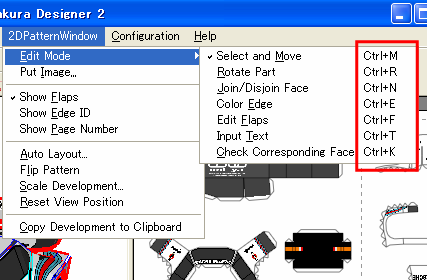 akura Designer 2
2DPatternWindow Configuration Help
Edit Mode
Put Image...
Show Flaps
Show Edge ID
Show Page Number
Auto Layout...
Flip Pattern
Scale Development...
Reset View Position
Copy Development to Clipboard
Select and Move Ctrl+M
Rotate Part Ctrl+R
Join/Disjoin Face Ctrl+N
Color Edge Ctrl+E
Edit Flaps Ctrl+F
Input Text Ctrl+T
Check Corresponding Face Ctrl+K